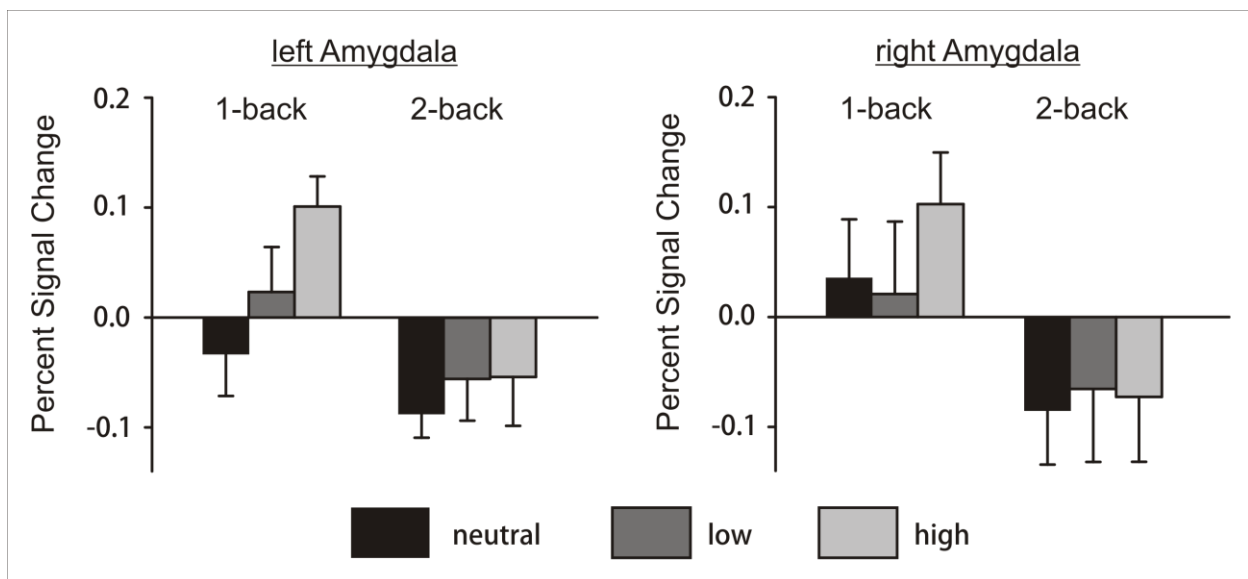 left Amygdala
1-back 2-back
0.2
0.1
0.0
-0.1
Percent Signal Change
right Amygdala
1-back 2-back
0.2
0.1
0.0
-0.1
Percent Signal Change
neutral low high